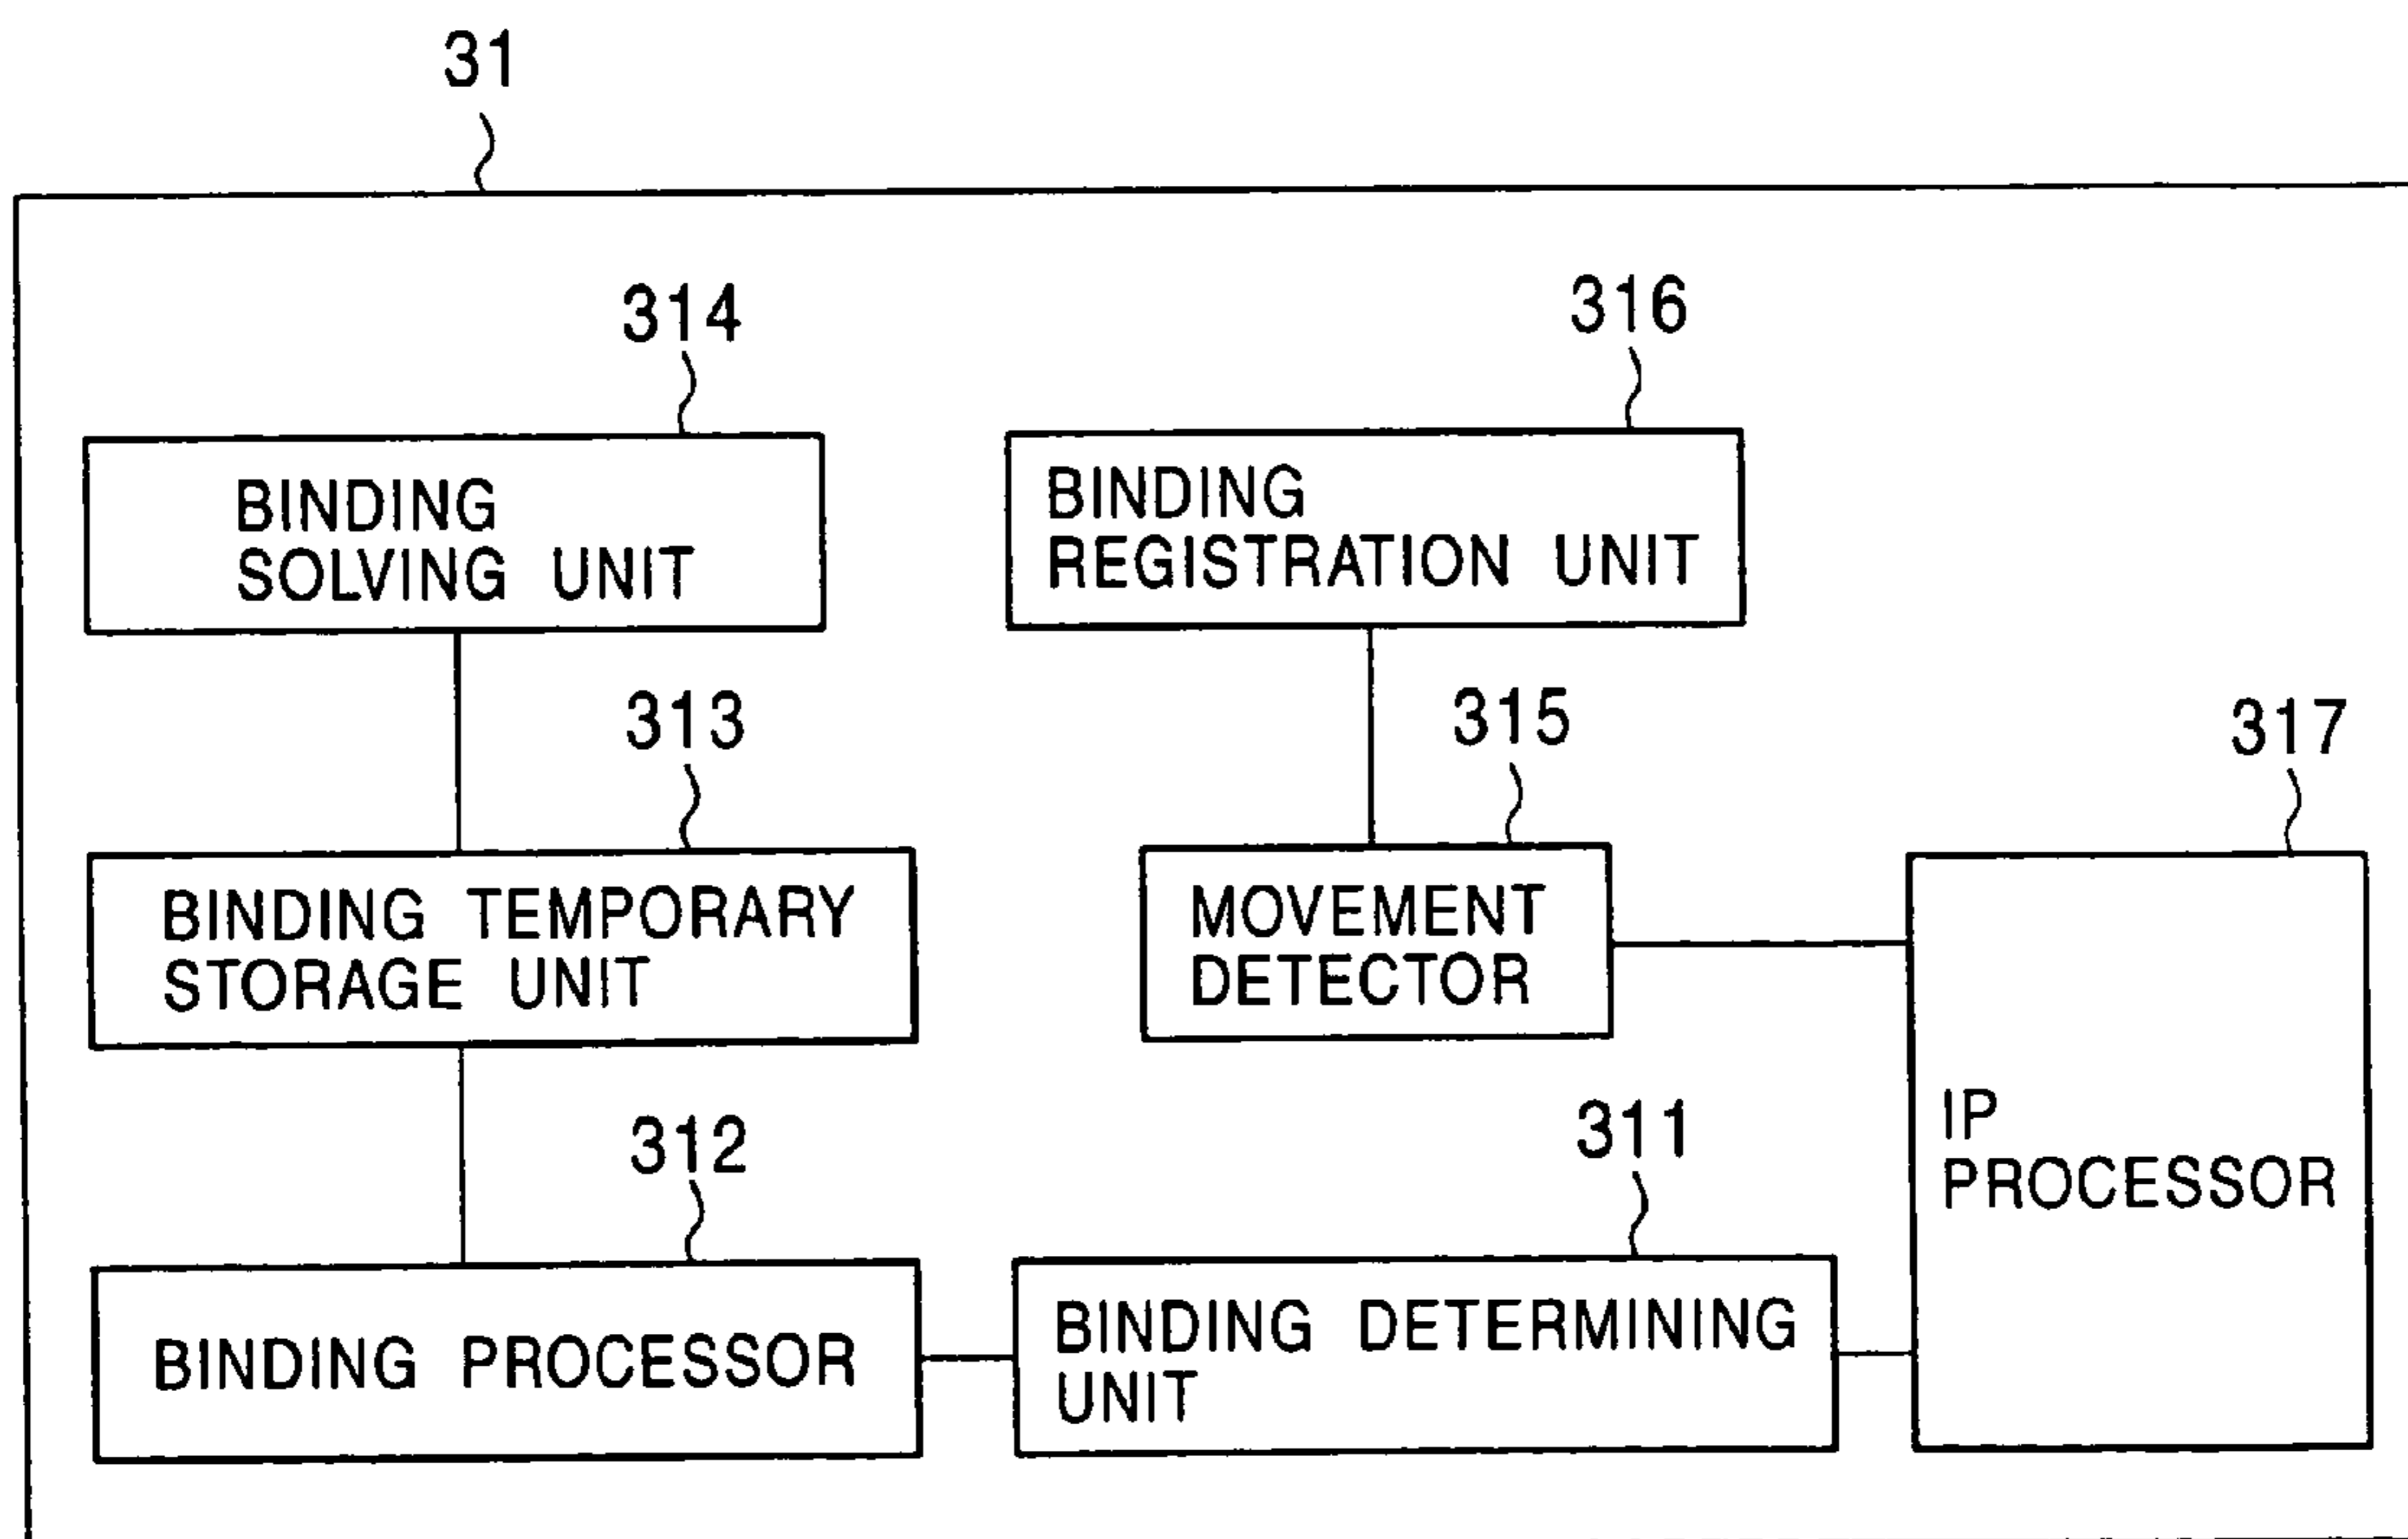 31
314
316
BINDING
SOLVING UNIT
BINDING
REGISTRATION UNIT
313
315
317
BINDING TEMPORARY
STORAGE UNIT
MOVEMENT
DETECTOR
IP
PROCESSOR
312
311
BINDING PROCESSOR
BINDING DETERMINING
UNIT